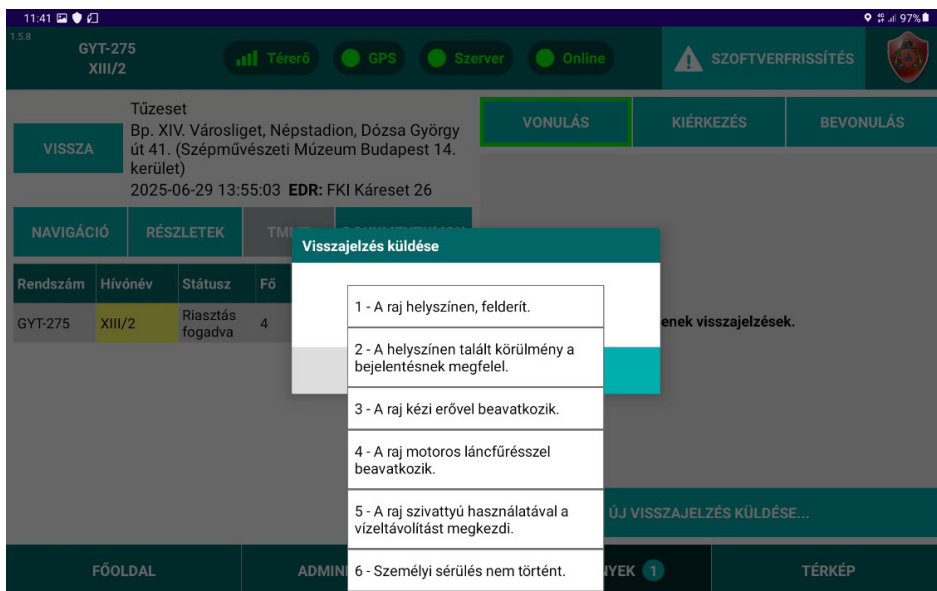 11:41
97%
1.5.8
GYT-275
XIII/2
Térerő
GPS
Szerver
Online
SZOFTVERFRISSÍTÉS
VISSZA
Tűzeset
Bp. XIV. Városliget, Népstadion, Dózsa György
út 41. (Szépművészeti Múzeum Budapest 14.
kerület)
2025-06-29 13:55:03 EDR: FKI Káreset 26
VONULÁS
KIÉRKEZÉS
BEVONULÁS
NAVIGÁCIÓ
RÉSZLETEK
Rendszám Hívónév Státusz Fő
GYT-275 XIII/2 Riasztás
fogadva 4
Visszajelzés küldése
1 - A raj helyszínen, felderít.
2 - A helyszínen talált körülmény a
bejelentésnek megfelel.
3 - A raj kézi erővel beavatkozik.
4 - A raj motoros láncfűrésszel
beavatkozik.
5 - A raj szivattyú használatával a
vízeltávolítást megkezdi.
6 - Személyi sérülés nem történt.
enek visszajelzések.
ÚJ VISSZAJELZÉS KÜLDÉSE...
FŐOLDAL
ADMIN
NYEK 1
TÉRKÉP